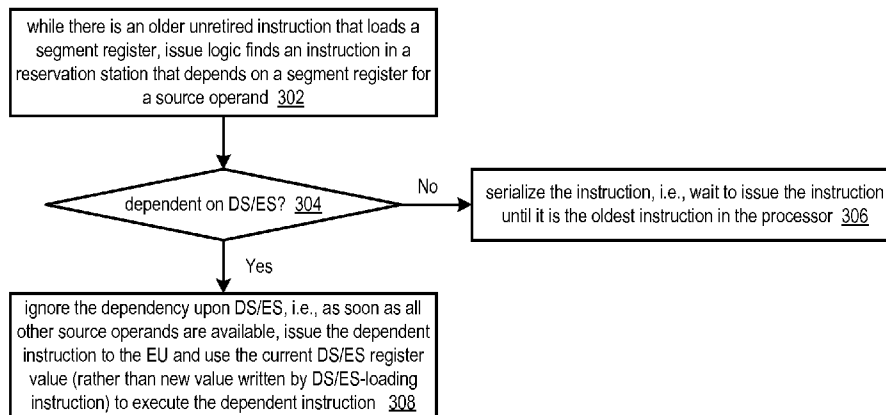 while there is an older unretired instruction that loads a
segment register, issue logic finds an instruction in a
reservation station that depends on a segment register for
a source operand 302
dependent on DS/ES? 304
No
serialize the instruction, i.e., wait to issue the instruction
until it is the oldest instruction in the processor 306
Yes
ignore the dependency upon DS/ES, i.e., as soon as all
other source operands are available, issue the dependent
instruction to the EU and use the current DS/ES register
value (rather than new value written by DS/ES-loading
instruction) to execute the dependent instruction 308